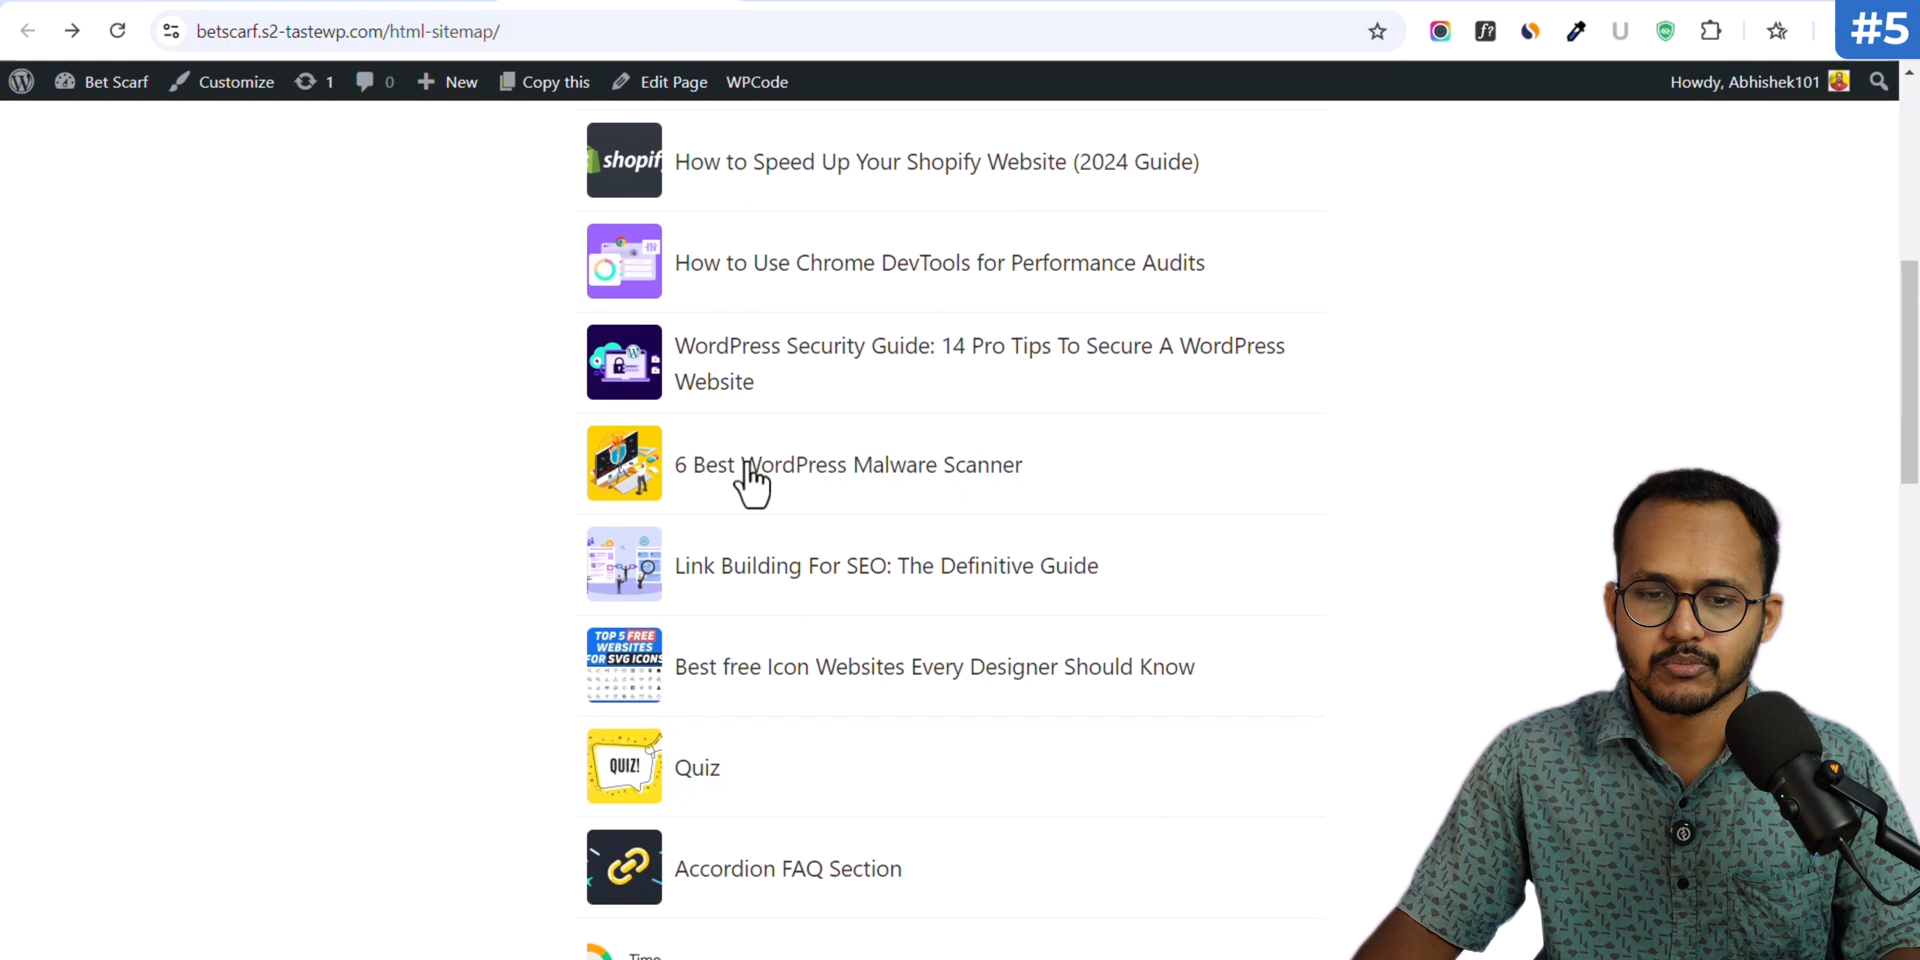 betscarf.s2-tastewp.com/html-sitemap/
f?
U
#5
Bet Scarf
Customize
1
0
New
Copy this
Edit Page
WPCode
Howdy, Abhishek101
shopif
How to Speed Up Your Shopify Website (2024 Guide)
How to Use Chrome DevTools for Performance Audits
WordPress Security Guide: 14 Pro Tips To Secure A WordPress
Website
6 Best WordPress Malware Scanner
Link Building For SEO: The Definitive Guide
TOP 5 FREE
WEBSITES
FOR SVG ICONS
Best free Icon Websites Every Designer Should Know
QUIZ!
Quiz
Accordion FAQ Section
Time